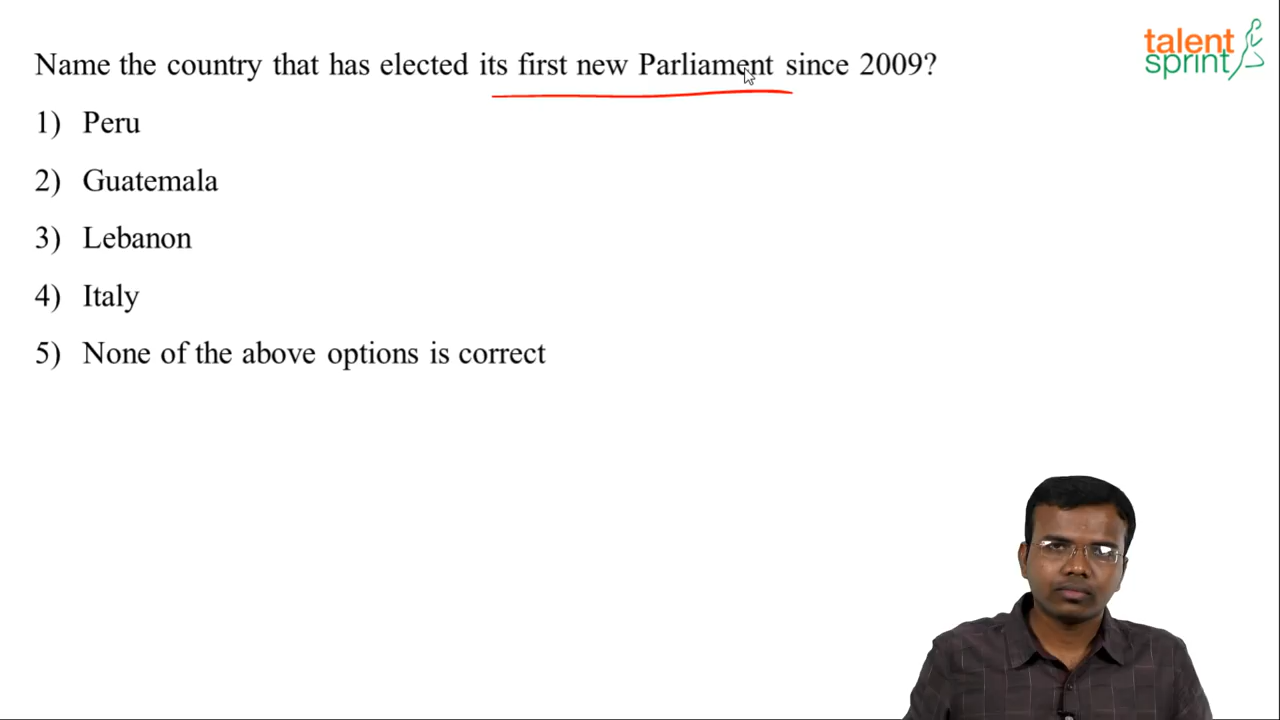 talent
sprint
Name the country that has elected its first new Parliament since 2009?
1) Peru
2) Guatemala
3) Lebanon
4) Italy
5) None of the above options is correct